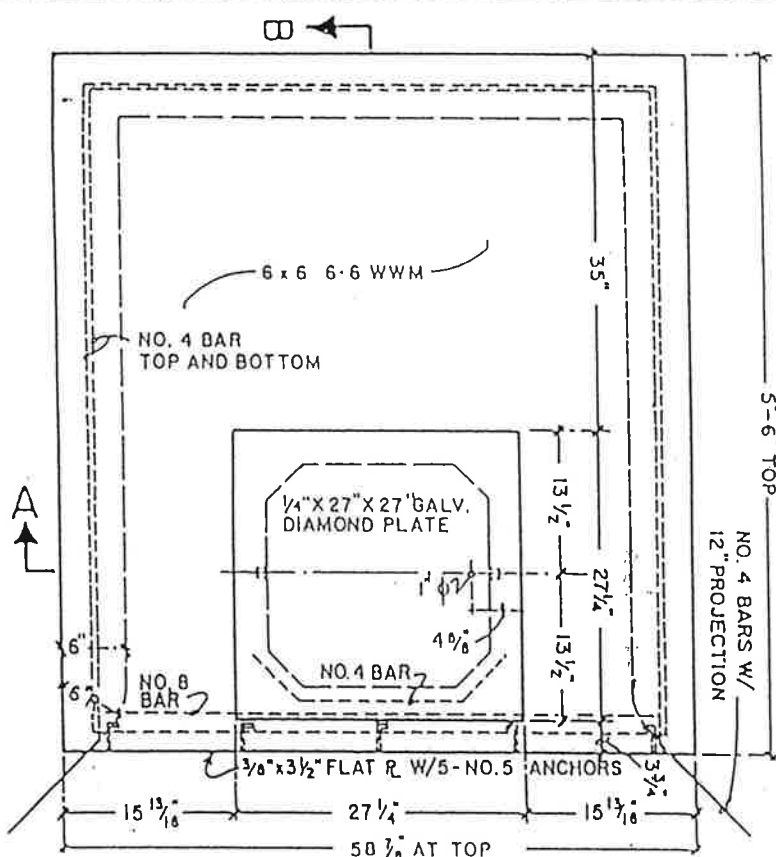 B
35"
5'-6 TOP
6 x 6 6-6 WWM
NO. 4 BAR
TOP AND BOTTOM
1/4" X 27" X 27" GALV.
DIAMOND PLATE
13 1/2"
27 1/4"
A
1" ϕ
4 5/8"
13 1/2"
NO. 4 BARS W/
12" PROJECTION
6"
NO. 4 BAR
6"
NO. 8
BAR
3/8" x 3 1/2" FLAT PL W/5-NO.5 ANCHORS
3 3/4"
15 13/16"
27 1/4"
15 13/16"
58 7/8" AT TOP